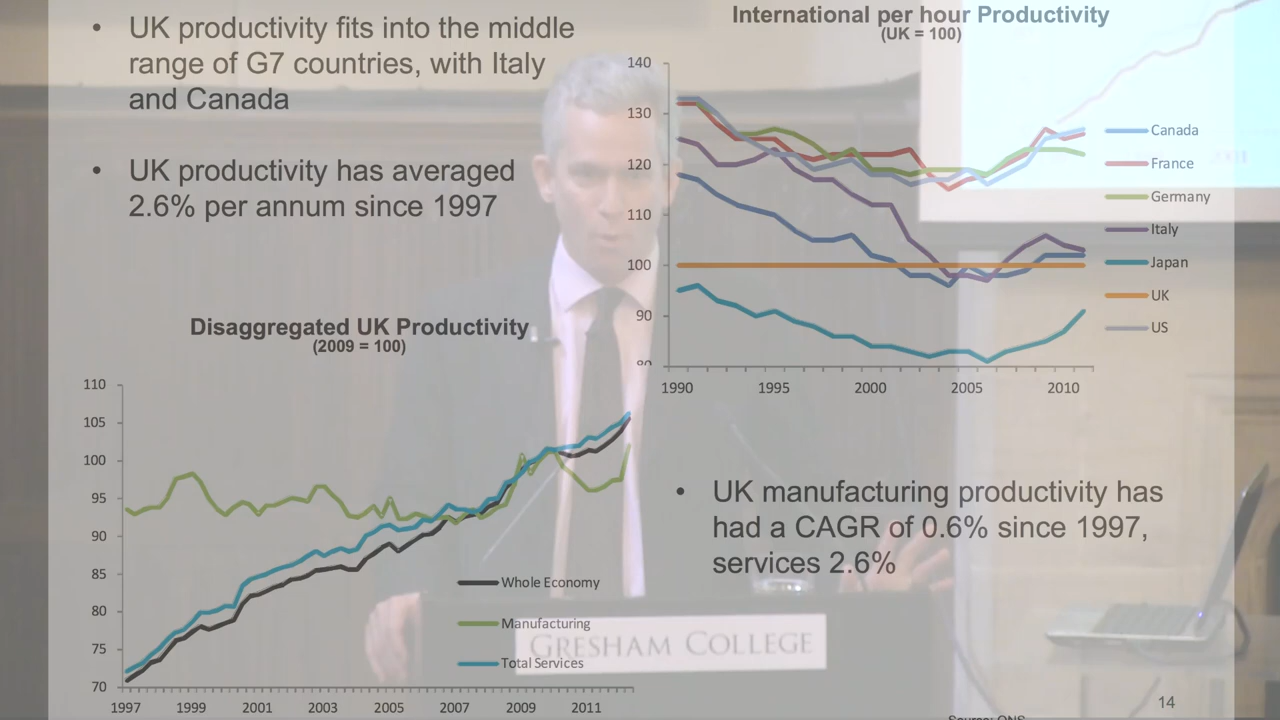 • UK productivity fits into the middle
range of G7 countries, with Italy
and Canada
• UK productivity has averaged
2.6% per annum since 1997
International per hour Productivity
(UK = 100)
140
130
120
110
100
90
80
1990 1995 2000 2005 2010
Canada
France
Germany
Italy
Japan
UK
US
Disaggregated UK Productivity
(2009 = 100)
110
105
100
95
90
85
80
75
70
1997 1999 2001 2003 2005 2007 2009 2011
Whole Economy
Manufacturing
Total Services
• UK manufacturing productivity has
had a CAGR of 0.6% since 1997,
services 2.6%
GRESHAM COLLEGE
14
Source: ONS